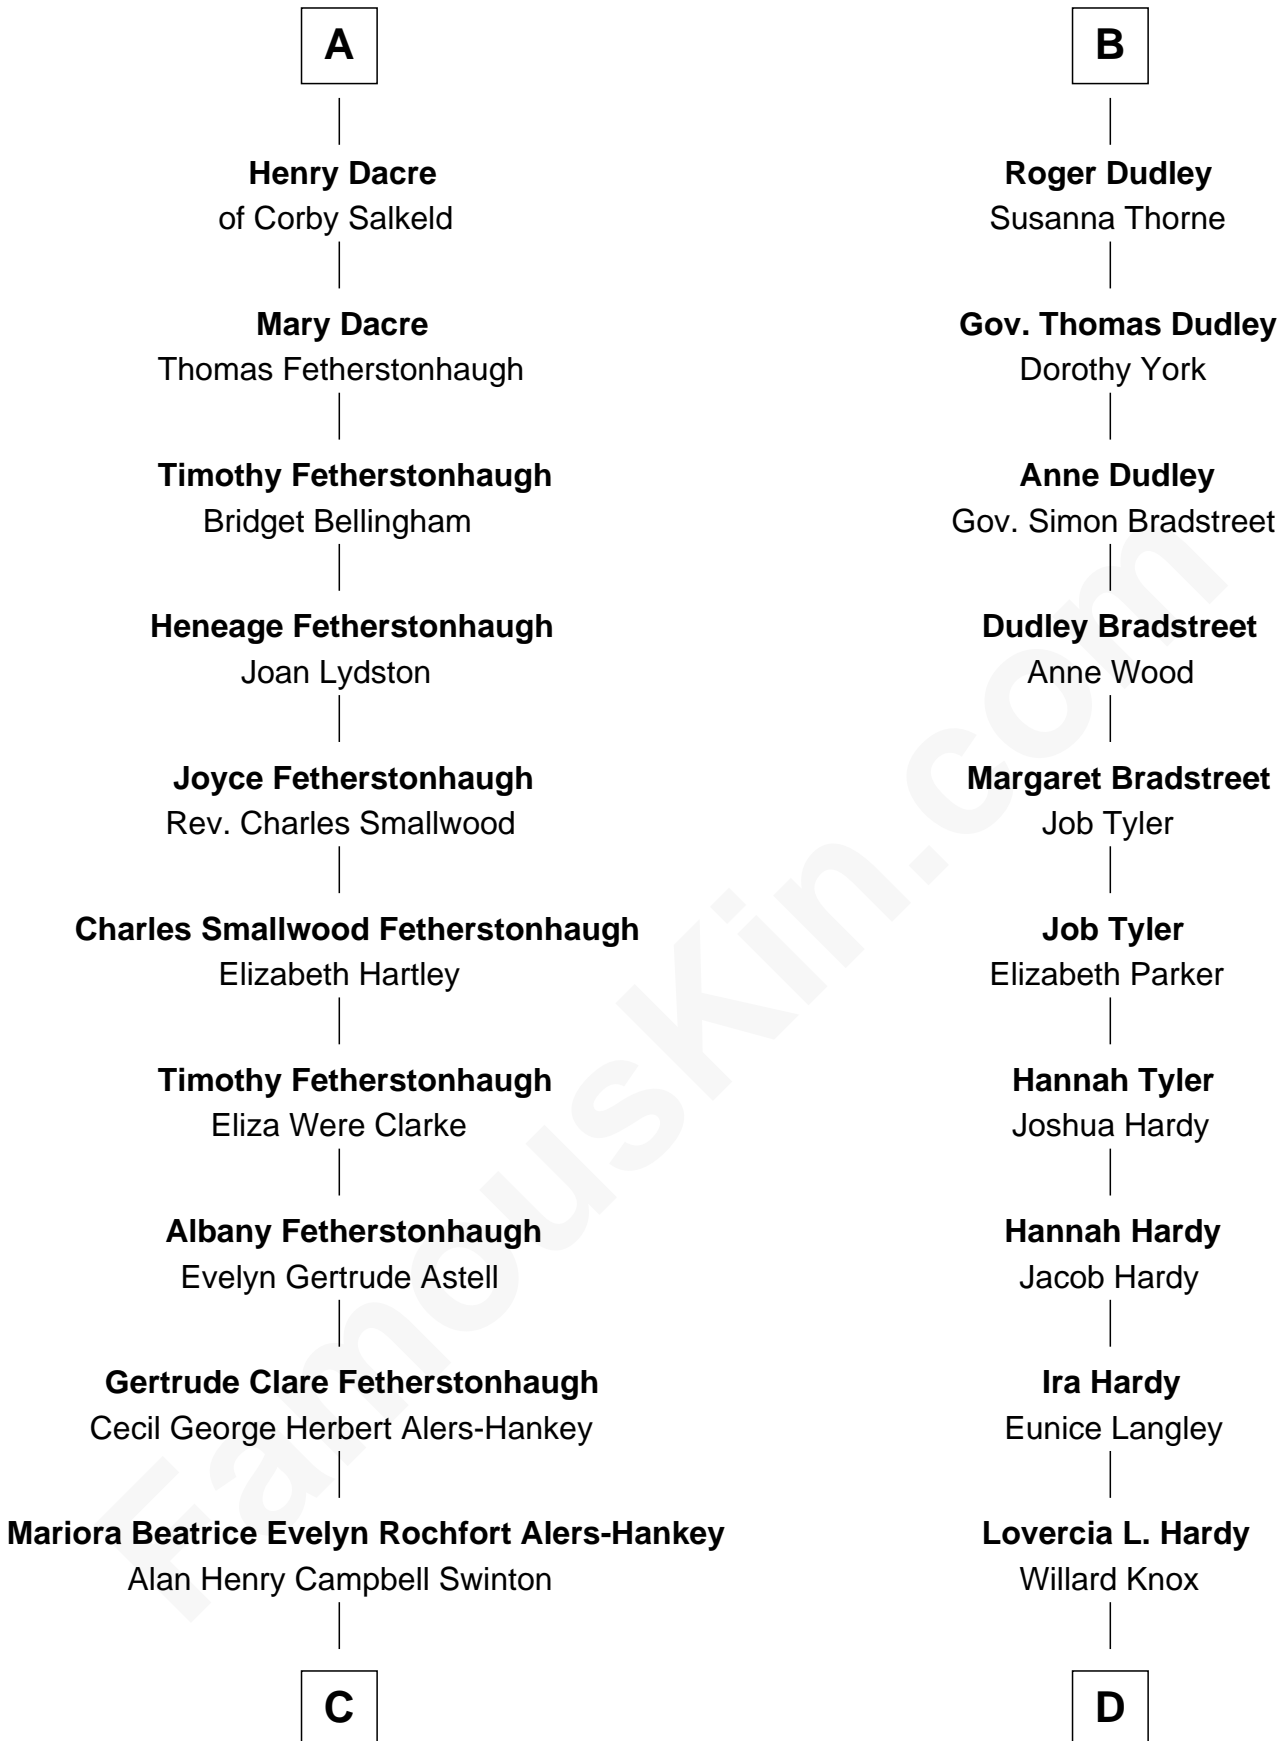 A
Henry Dacre
of Corby Salkeld
Mary Dacre
Thomas Fetherstonhaugh
Timothy Fetherstonhaugh
Bridget Bellingham
Heneage Fetherstonhaugh
Joan Lydston
Joyce Fetherstonhaugh
Rev. Charles Smallwood
Charles Smallwood Fetherstonhaugh
Elizabeth Hartley
Timothy Fetherstonhaugh
Eliza Were Clarke
Albany Fetherstonhaugh
Evelyn Gertrude Astell
Gertrude Clare Fetherstonhaugh
Cecil George Herbert Alers-Hankey
Mariora Beatrice Evelyn Rochfort Alers-Hankey
Alan Henry Campbell Swinton
C
B
Roger Dudley
Susanna Thorne
Gov. Thomas Dudley
Dorothy York
Anne Dudley
Gov. Simon Bradstreet
Dudley Bradstreet
Anne Wood
Margaret Bradstreet
Job Tyler
Job Tyler
Elizabeth Parker
Hannah Tyler
Joshua Hardy
Hannah Hardy
Jacob Hardy
Ira Hardy
Eunice Langley
Lovercia L. Hardy
Willard Knox
D
FamousKin.com